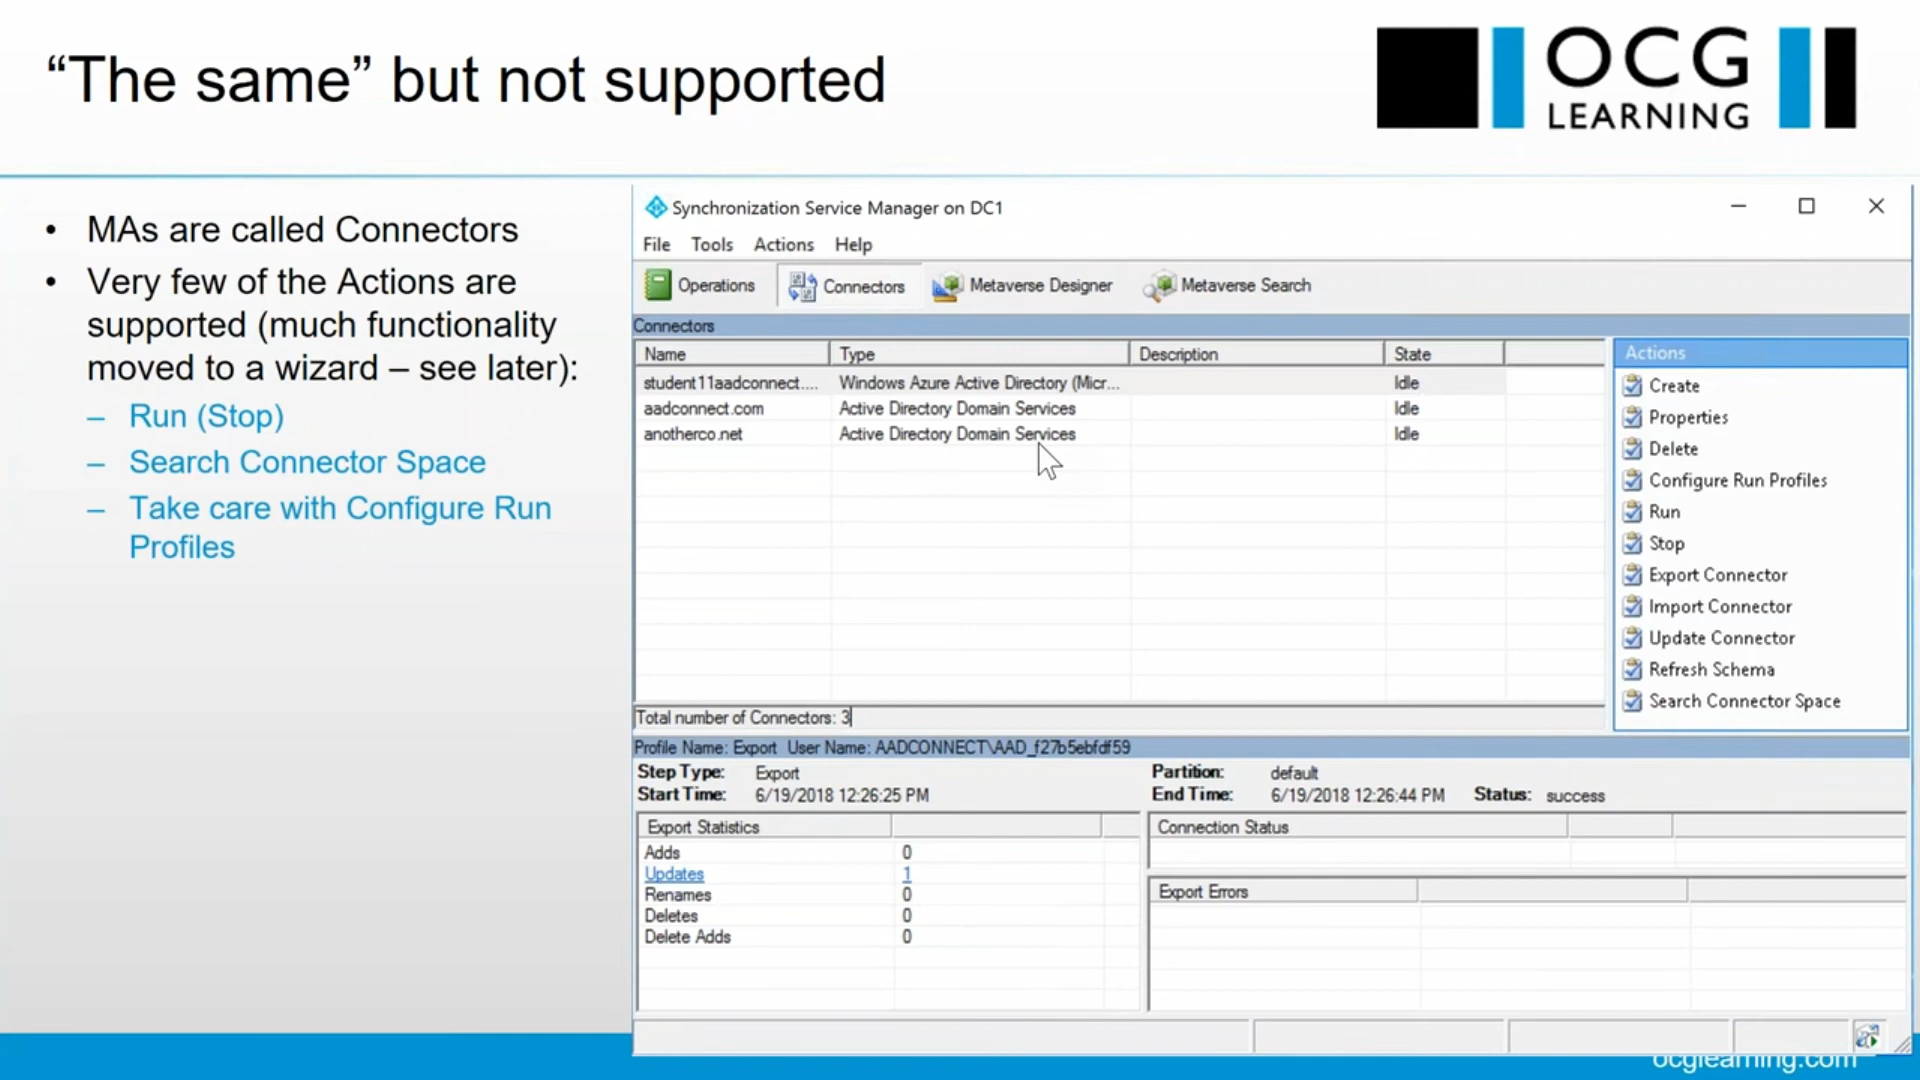 “The same” but not supported
OCG
LEARNING
• MAs are called Connectors
• Very few of the Actions are
supported (much functionality
moved to a wizard – see later):
– Run (Stop)
– Search Connector Space
– Take care with Configure Run
Profiles
Synchronization Service Manager on DC1
File Tools Actions Help
Operations Connectors Metaverse Designer Metaverse Search
Connectors
Name Type Description State
student11aadconnect.... Windows Azure Active Directory (Micr... Idle
aadconnect.com Active Directory Domain Services Idle
anotherco.net Active Directory Domain Services Idle
Total number of Connectors: 3
Actions
Create
Properties
Delete
Configure Run Profiles
Run
Stop
Export Connector
Import Connector
Update Connector
Refresh Schema
Search Connector Space
Profile Name: Export User Name: AADCONNECT\AAD_f27b5ebfdf59
Step Type: Export
Start Time: 6/19/2018 12:26:25 PM
Partition: default
End Time: 6/19/2018 12:26:44 PM Status: success
Export Statistics
Adds 0
Updates 1
Renames 0
Deletes 0
Delete Adds 0
Connection Status
Export Errors
ocglearning.com